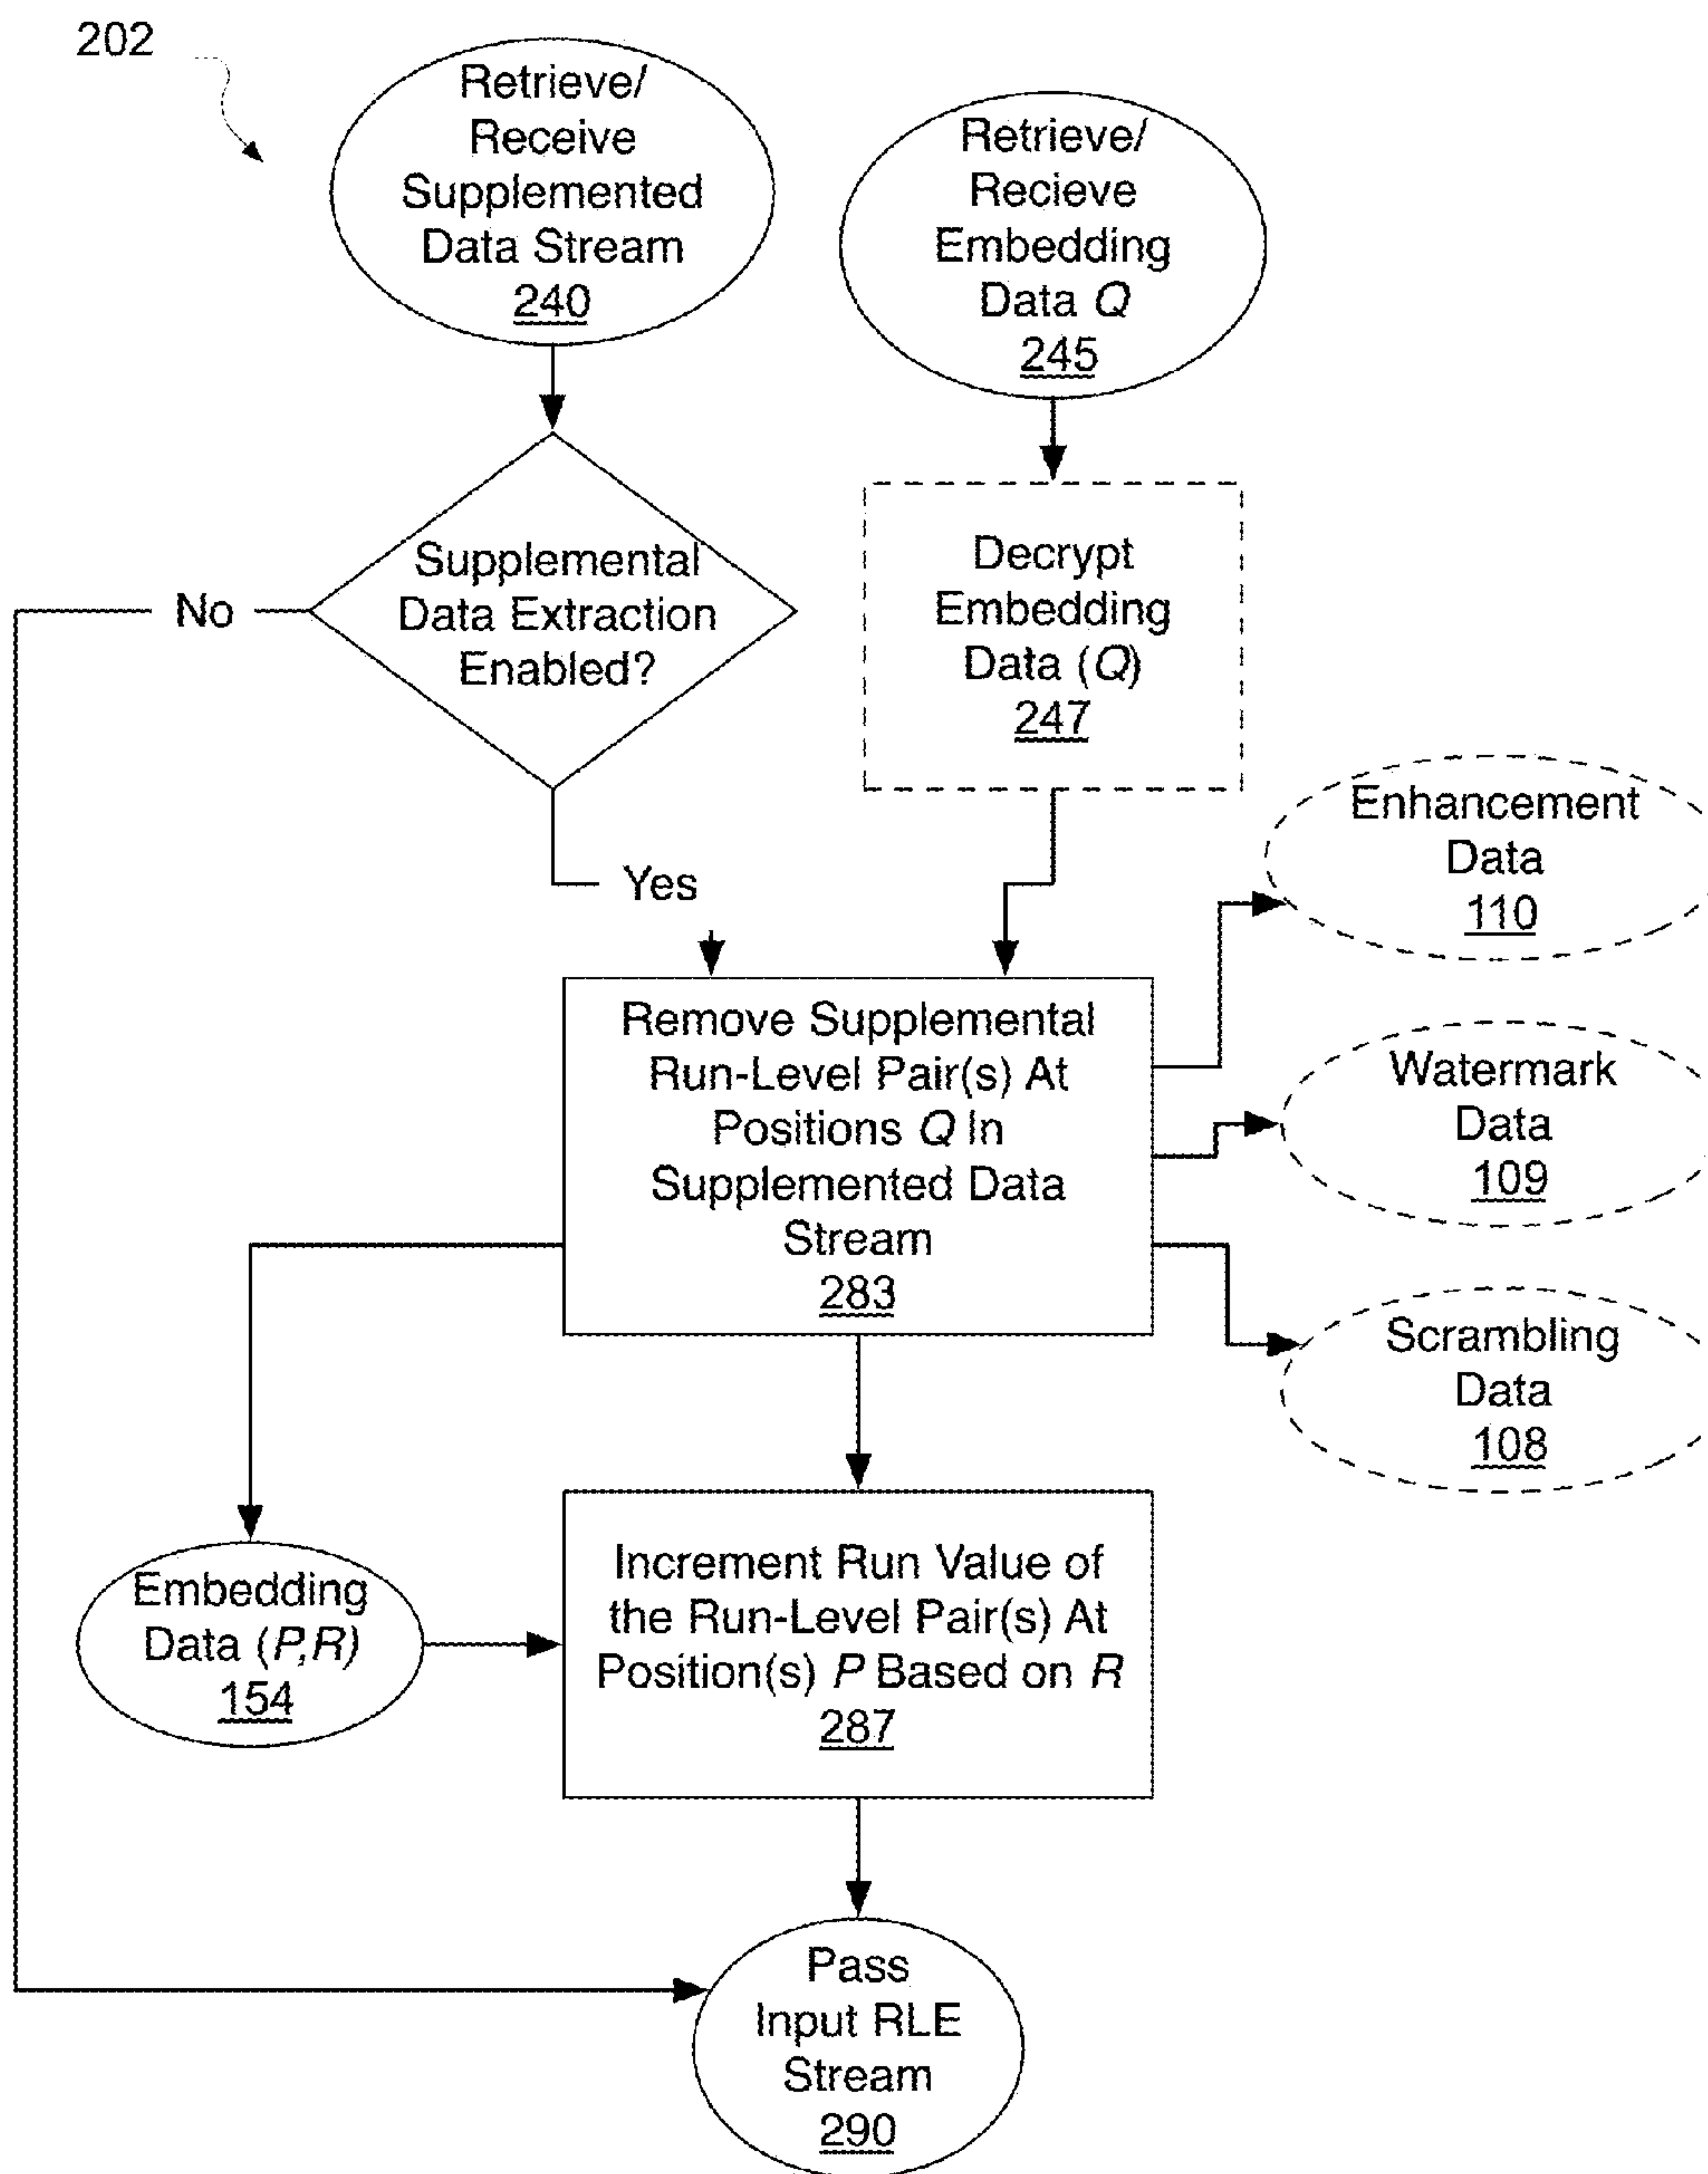 202
Retrieve/
Receive
Supplemented
Data Stream
240
Retrieve/
Recieve
Embedding
Data Q
245
Supplemental
Data Extraction
Enabled?
No
Yes
Decrypt
Embedding
Data (Q)
247
Enhancement
Data
110
Remove Supplemental
Run-Level Pair(s) At
Positions Q In
Supplemented Data
Stream
283
Watermark
Data
109
Scrambling
Data
108
Embedding
Data (P,R)
154
Increment Run Value of
the Run-Level Pair(s) At
Position(s) P Based on R
287
Pass
Input RLE
Stream
290